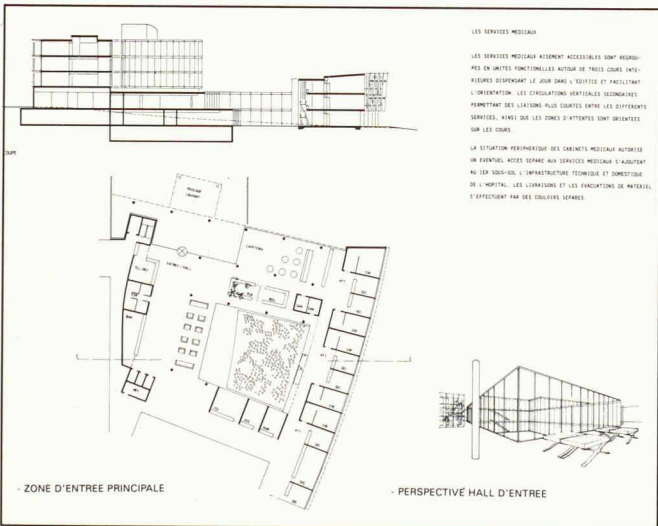 LES SERVICES MEDICAUX
LES SERVICES MEDICAUX AISEMENT ACCESSIBLES SONT REGROU-
PES EN UNITES FONCTIONELLES AUTOUR DE TROIS COURS INTE-
RIEURES DISPENSANT LE JOUR DANS L'EDIFICE ET FACILITANT
L'ORIENTATION. LES CIRCULATIONS VERTICALES SECONDAIRES
PERMETTANT DES LIAISONS PLUS COURTES ENTRE LES DIFFERENTS
SERVICES, AINSI QUE LES ZONES D'ATTENTES SONT ORIENTEES
SUR LES COURS.
LA SITUATION PERIPHERIQUE DES CABINETS MEDICAUX AUTORISE
UN EVENTUEL ACCES SEPARE AUX SERVICES MEDICAUX S'AJOUTENT
AU 1ER SOUS-SOL L'INFRASTRUCTURE TECHNIQUE ET DOMESTIQUE
DE L'HOPITAL. LES LIVRAISONS ET LES EVACUATIONS DE MATERIEL
S'EFFECTUENT PAR DES COULOIRS SEPARES.
COUPE
PASSAGE
COUVERT
CAFETERIA
ENTREE - HALL
- ZONE D'ENTREE PRINCIPALE
- PERSPECTIVE HALL D'ENTREE